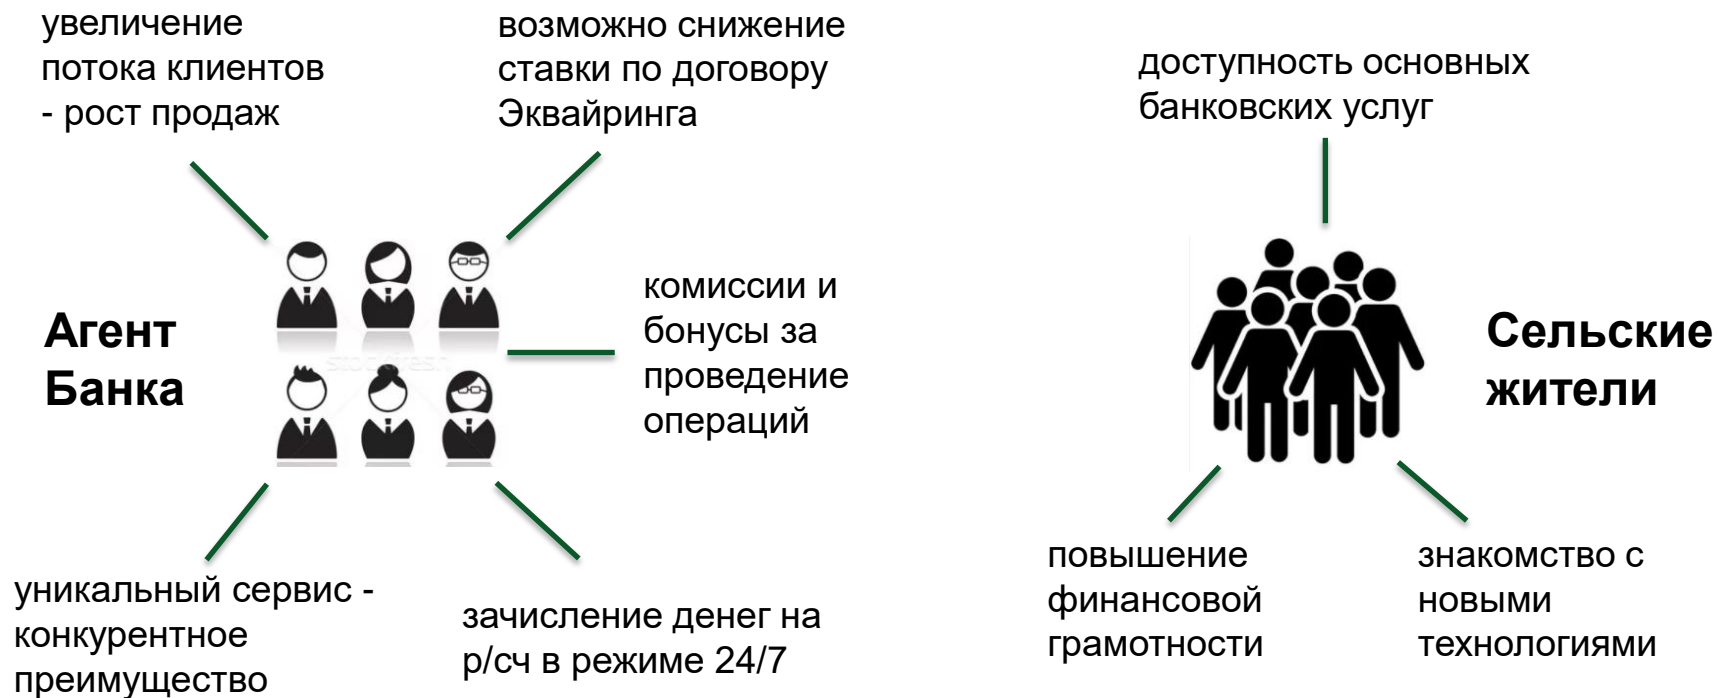 увеличение
потока клиентов
- рост продаж
возможно снижение
ставки по договору
Эквайринга
Агент
Банка
комиссии и
бонусы за
проведение
операций
stockfresh
уникальный сервис -
конкурентное
преимущество
зачисление денег на
р/сч в режиме 24/7
доступность основных
банковских услуг
Сельские
жители
повышение
финансовой
грамотности
знакомство с
новыми
технологиями